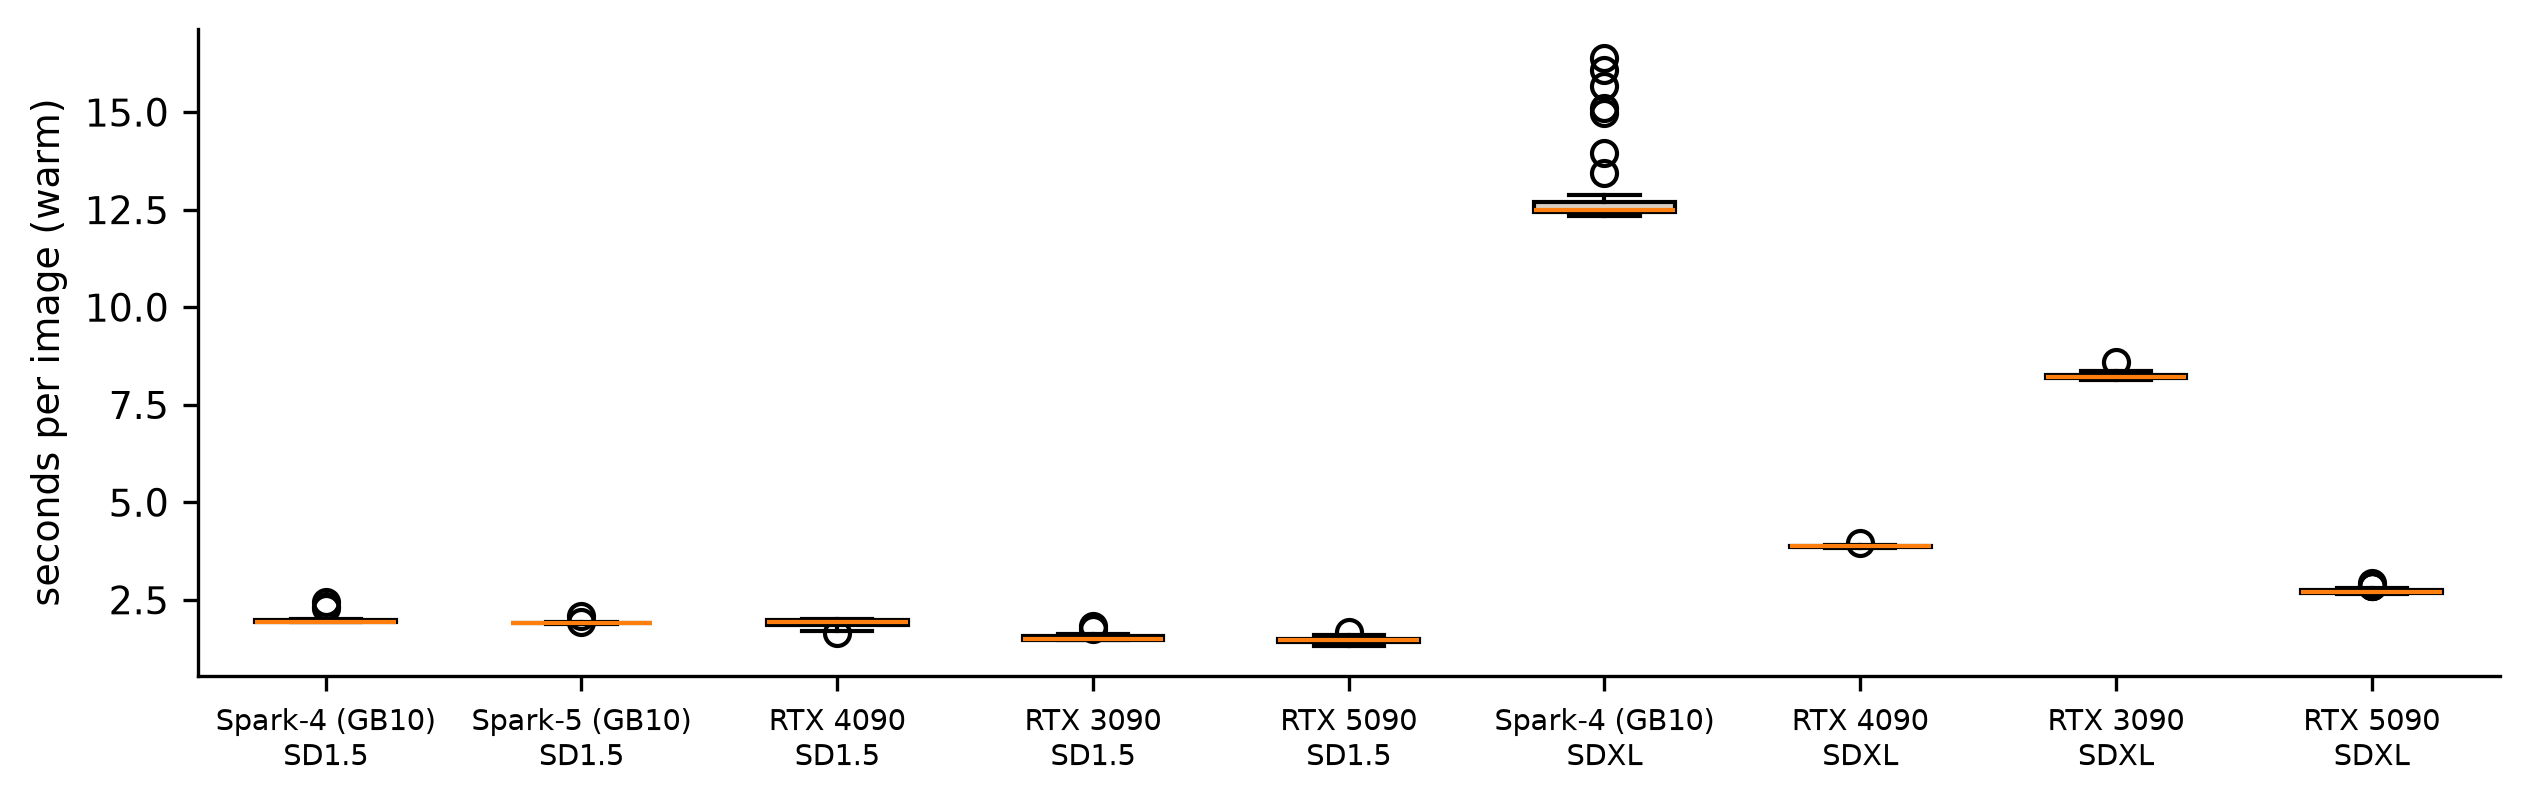 seconds per image (warm)
15.0
12.5
10.0
7.5
5.0
2.5
Spark-4 (GB10)
SD1.5
Spark-5 (GB10)
SD1.5
RTX 4090
SD1.5
RTX 3090
SD1.5
RTX 5090
SD1.5
Spark-4 (GB10)
SDXL
RTX 4090
SDXL
RTX 3090
SDXL
RTX 5090
SDXL